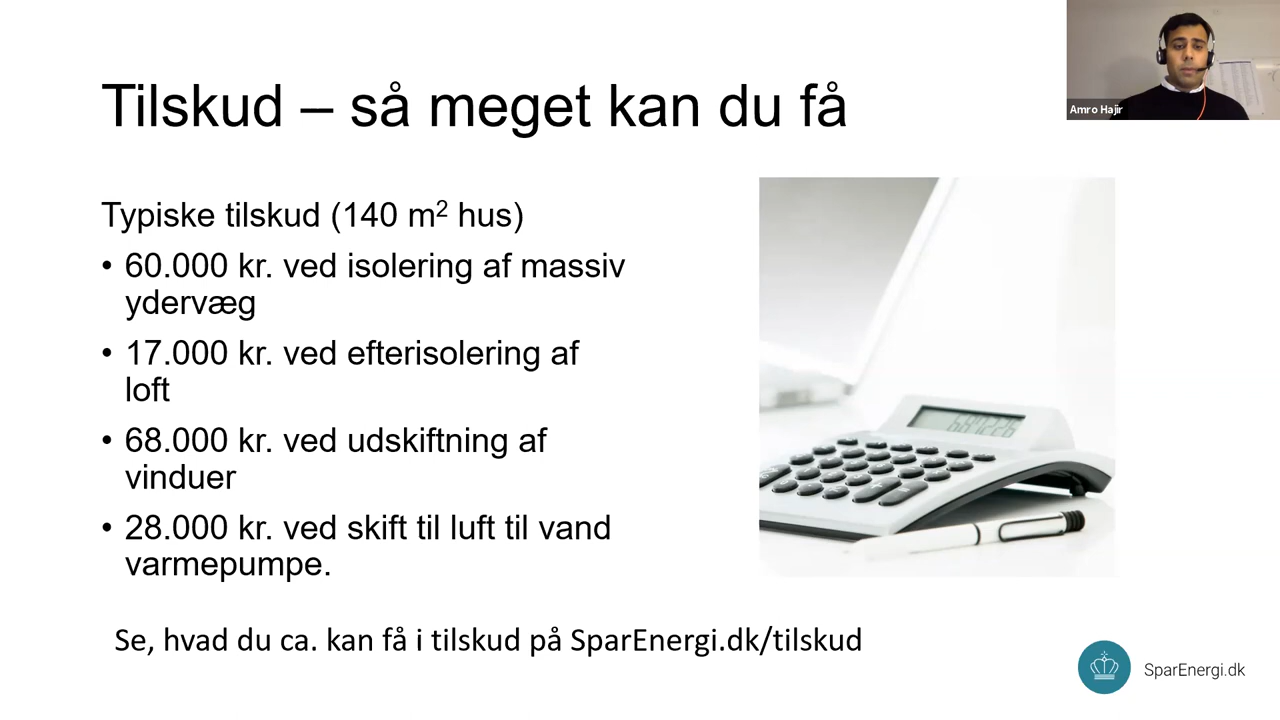 Tilskud – så meget kan du få
Amro Hajir
Typiske tilskud (140 m² hus)
• 60.000 kr. ved isolering af massiv
ydervæg
• 17.000 kr. ved efterisolering af
loft
• 68.000 kr. ved udskiftning af
vinduer
• 28.000 kr. ved skift til luft til vand
varmepumpe.
Se, hvad du ca. kan få i tilskud på SparEnergi.dk/tilskud
SparEnergi.dk